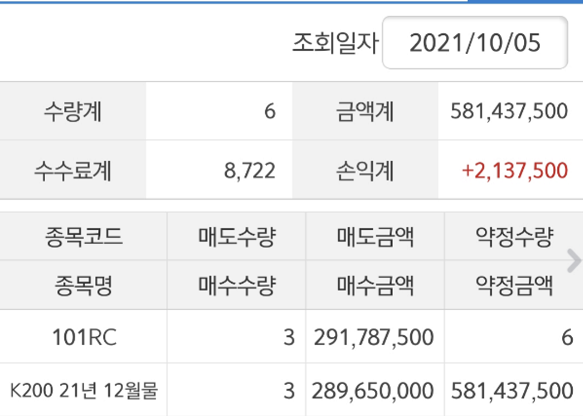 조회일자 2021/10/05
수량계 6 금액계 581,437,500
수수료계 8,722 손익계 +2,137,500
종목코드 매도수량 매도금액 약정수량
종목명 매수수량 매수금액 약정금액
101RC 3 291,787,500 6
K200 21년 12월물 3 289,650,000 581,437,500